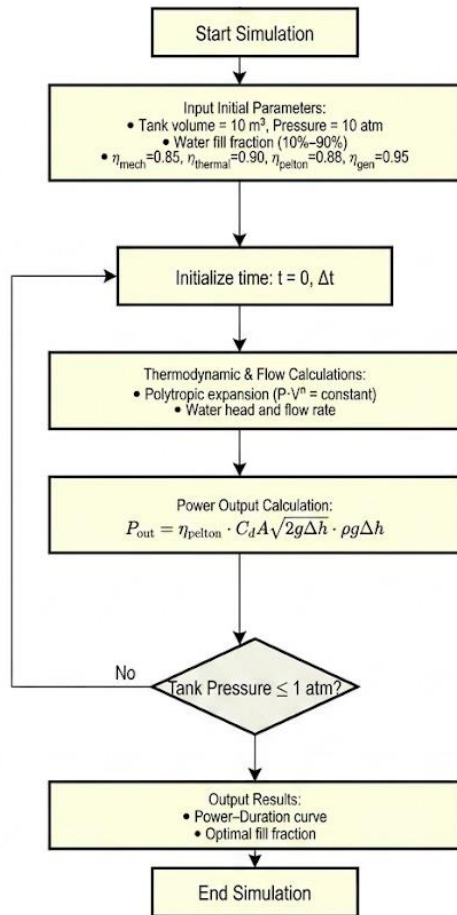 Start Simulation
Input Initial Parameters:
• Tank volume = 10 m³, Pressure = 10 atm
• Water fill fraction (10%–90%)
• η_mech=0.85, η_thermal=0.90, η_pelton=0.88, η_gen=0.95
Initialize time: t = 0, Δt
Thermodynamic & Flow Calculations:
• Polytropic expansion (P·Vⁿ = constant)
• Water head and flow rate
Power Output Calculation:
P_out = η_pelton · C_d A√(2gΔh) · ρgΔh
No
Tank Pressure ≤ 1 atm?
Output Results:
• Power–Duration curve
• Optimal fill fraction
End Simulation